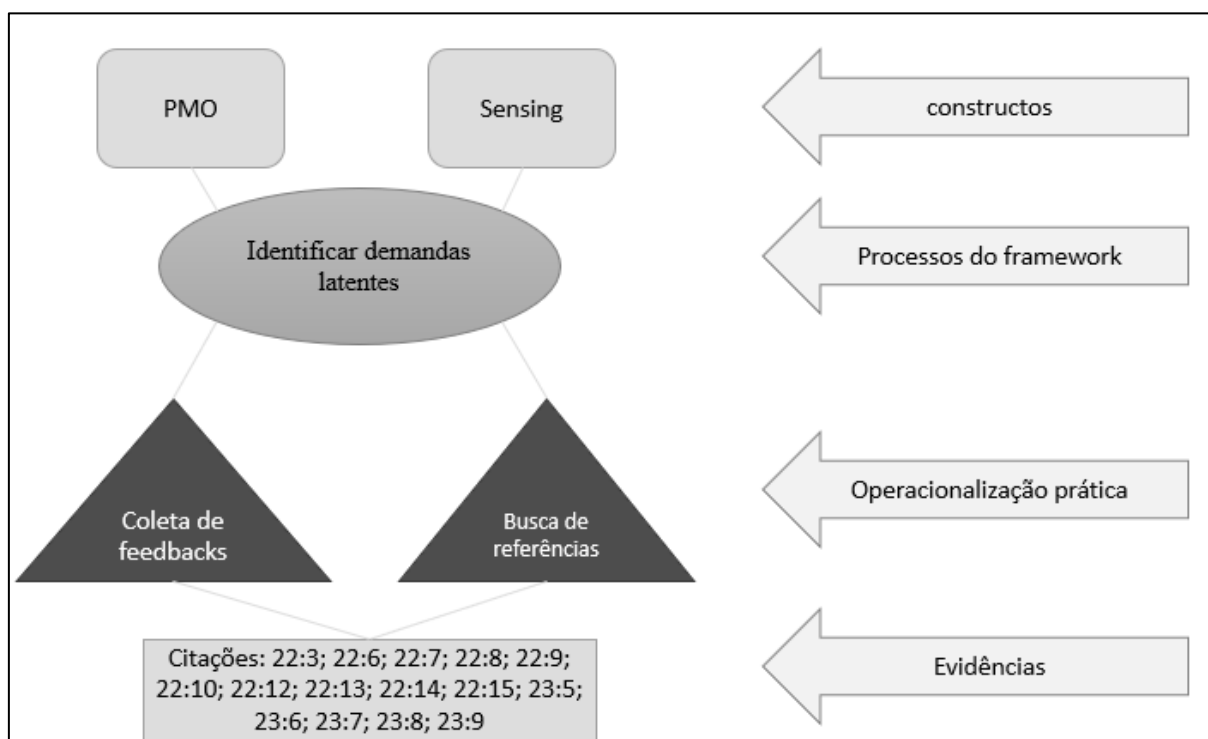 PMO
Sensing
constructos
Identificar demandas
latentes
Processos do framework
Coleta de
feedbacks
Busca de
referências
Operacionalização prática
Citações: 22:3; 22:6; 22:7; 22:8; 22:9;
22:10; 22:12; 22:13; 22:14; 22:15; 23:5;
23:6; 23:7; 23:8; 23:9
Evidências